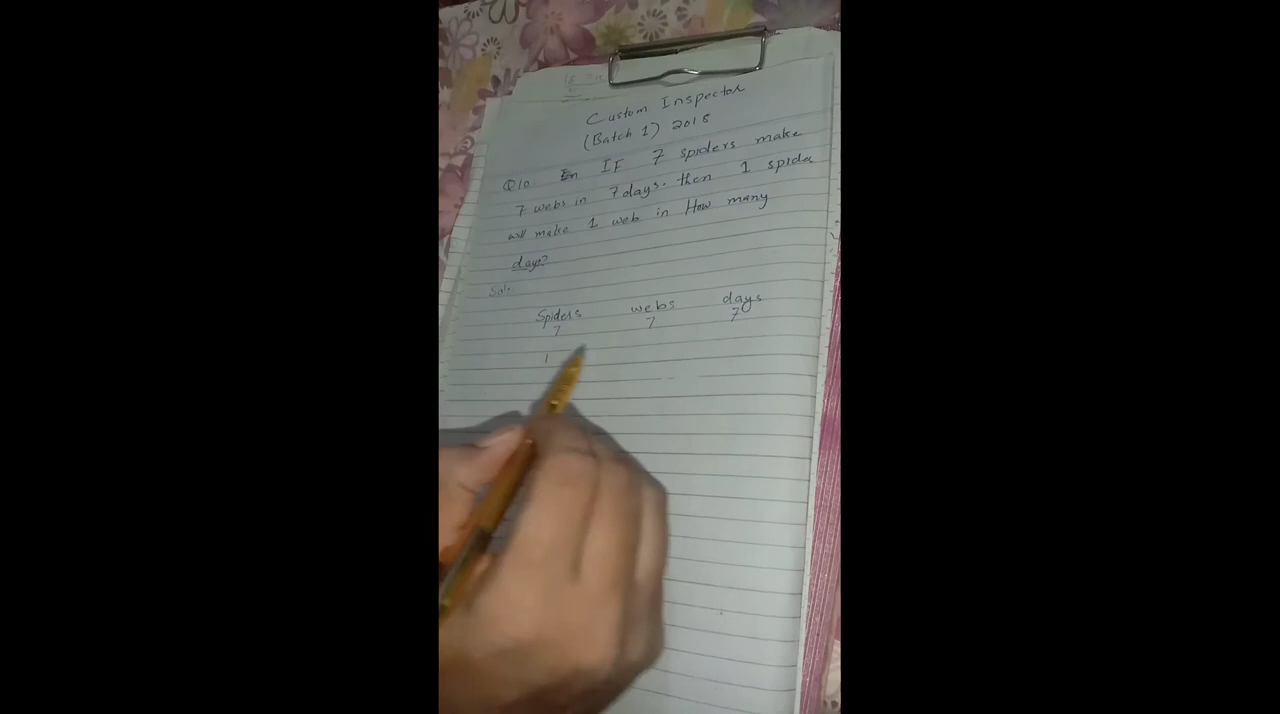 Custom Inspector
(Batch 1) 2018
Q10. En IF 7 spiders make
7 webs in 7 days. then 1 spider
will make 1 web in How many
days?
Sol:
Spiders webs days
7 7 7
1